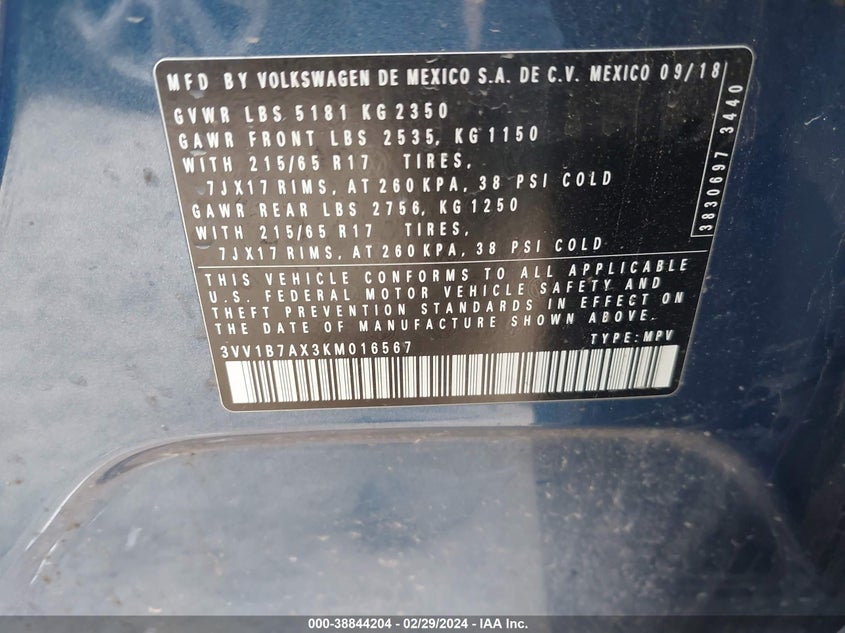 MFD BY VOLKSWAGEN DE MEXICO S.A. DE C.V. MEXICO 09/18
GVWR LBS 5181 KG 2350
GAWR FRONT LBS 2535, KG 1150
WITH 215/65 R17 TIRES,
7JX17 RIMS, AT 260 KPA, 38 PSI COLD
GAWR REAR LBS 2756, KG 1250
WITH 215/65 R17 TIRES,
7JX17 RIMS, AT 260 KPA, 38 PSI COLD
3830697 3440
THIS VEHICLE CONFORMS TO ALL APPLICABLE
U.S. FEDERAL MOTOR VEHICLE SAFETY AND
THEFT PREVENTION STANDARDS IN EFFECT ON
THE DATE OF MANUFACTURE SHOWN ABOVE.
3VV1B7AX3KM016567 TYPE:MPV
000-38844204 - 02/29/2024 - IAA Inc.